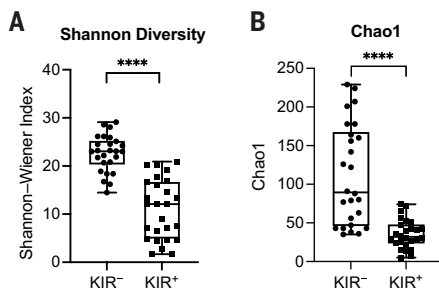 A
Shannon Diversity
****
Shannon–Wiener Index
40
30
20
10
0
KIR⁻
KIR⁺
B
Chao1
****
Chao1
250
200
150
100
50
0
KIR⁻
KIR⁺